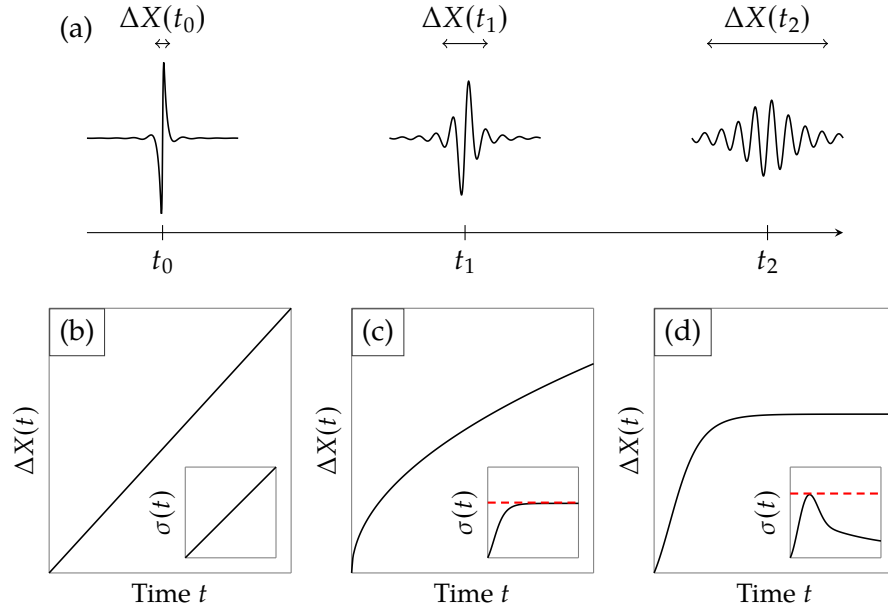 (a)
ΔX(t₀) ΔX(t₁) ΔX(t₂)
t₀ t₁ t₂
(b) (c) (d)
ΔX(t) σ(t) ΔX(t) σ(t) ΔX(t) σ(t)
Time t Time t Time t